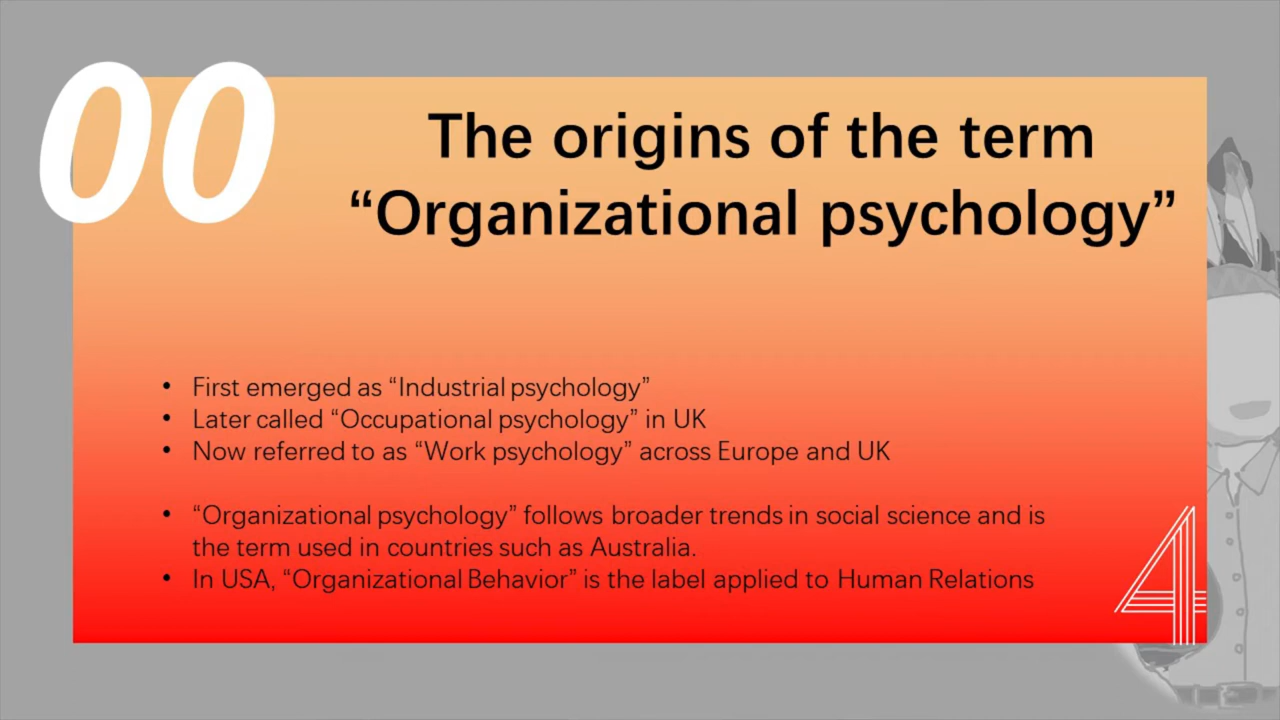 00
The origins of the term
“Organizational psychology”
• First emerged as “Industrial psychology”
• Later called “Occupational psychology” in UK
• Now referred to as “Work psychology” across Europe and UK
• “Organizational psychology” follows broader trends in social science and is
the term used in countries such as Australia.
• In USA, “Organizational Behavior” is the label applied to Human Relations
4